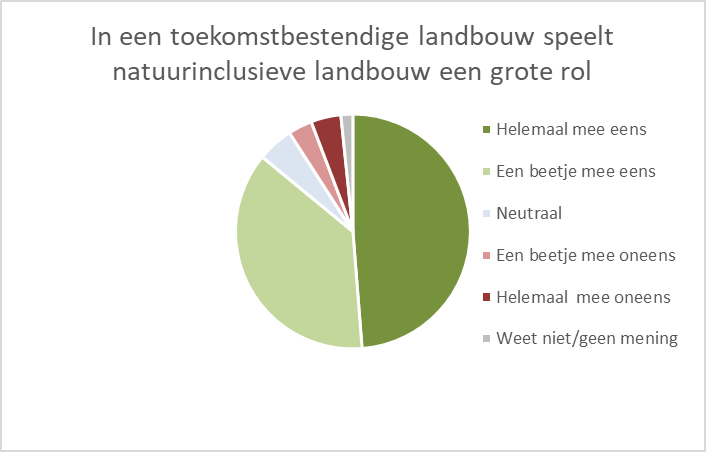 In een toekomstbestendige landbouw speelt
natuurinclusieve landbouw een grote rol
Helemaal mee eens
Een beetje mee eens
Neutraal
Een beetje mee oneens
Helemaal  mee oneens
Weet niet/geen mening